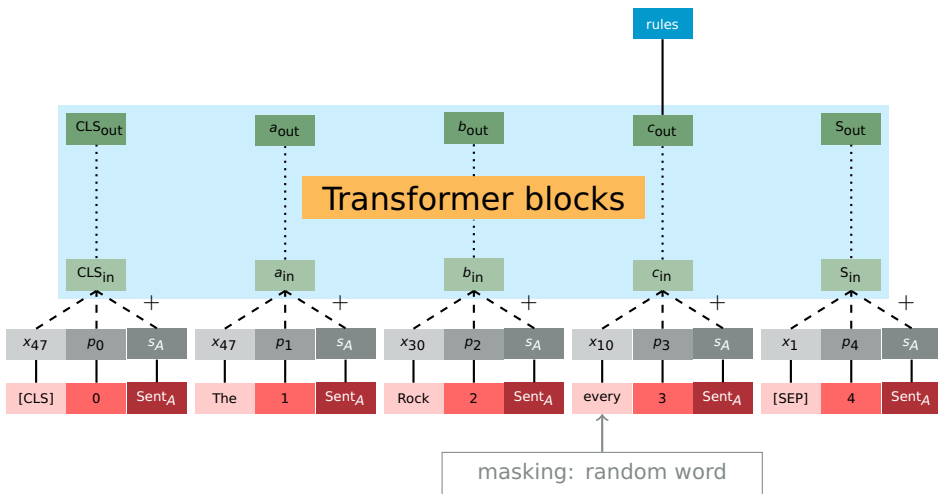 rules
CLSout aout bout cout Sout
Transformer blocks
CLSin ain bin cin Sin
+ + + + +
x47 p0 sA x47 p1 sA x30 p2 sA x10 p3 sA x1 p4 sA
[CLS] 0 SentA The 1 SentA Rock 2 SentA every 3 SentA [SEP] 4 SentA
masking: random word